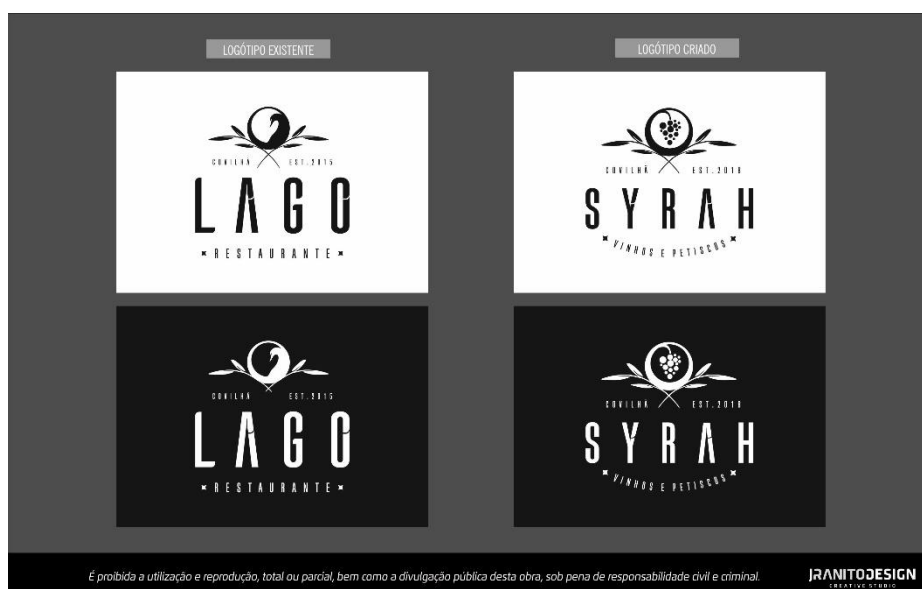 LOGÓTIPO EXISTENTE
LOGÓTIPO CRIADO
COVILHÃ EST.2015
LAGO
RESTAURANTE
COVILHÃ EST.2018
SYRAH
VINHOS E PETISCOS
COVILHÃ EST.2015
LAGO
RESTAURANTE
COVILHÃ EST.2018
SYRAH
VINHOS E PETISCOS
É proibida a utilização e reprodução, total ou parcial, bem como a divulgação pública desta obra, sob pena de responsabilidade civil e criminal.
JRANITODESIGN
CREATIVE STUDIO